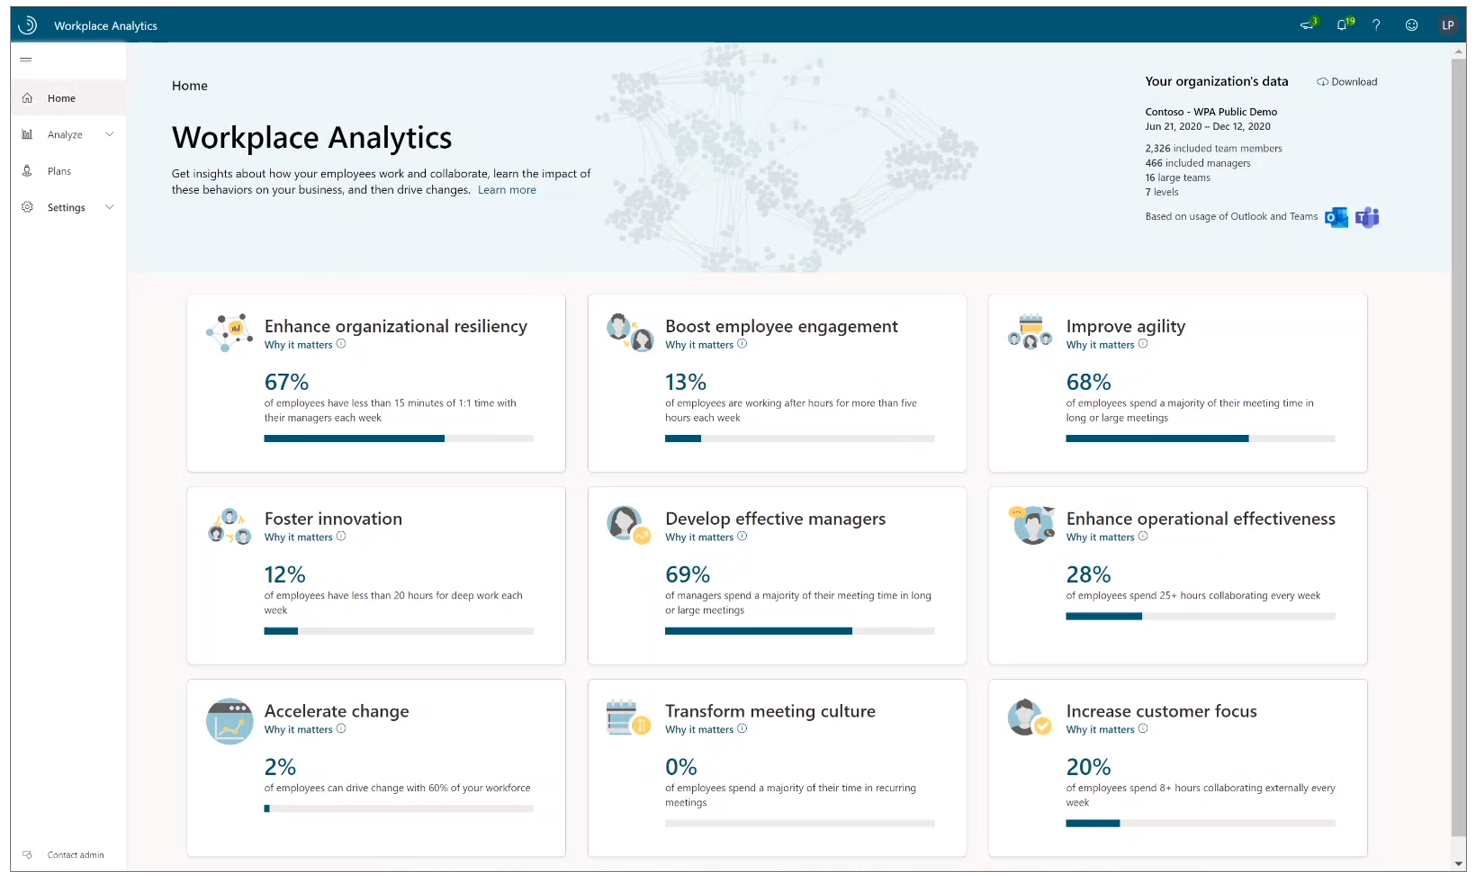 Workplace Analytics
3
19
?
LP
Home
Analyze
Plans
Settings
Contact admin
Home
Workplace Analytics
Get insights about how your employees work and collaborate, learn the impact of
these behaviors on your business, and then drive changes. Learn more
Your organization's data
Download
Contoso - WPA Public Demo
Jun 21, 2020 – Dec 12, 2020
2,326 included team members
466 included managers
16 large teams
7 levels
Based on usage of Outlook and Teams
Enhance organizational resiliency
Why it matters
67%
of employees have less than 15 minutes of 1:1 time with
their managers each week
Boost employee engagement
Why it matters
13%
of employees are working after hours for more than five
hours each week
Improve agility
Why it matters
68%
of employees spend a majority of their meeting time in
long or large meetings
Foster innovation
Why it matters
12%
of employees have less than 20 hours for deep work each
week
Develop effective managers
Why it matters
69%
of managers spend a majority of their meeting time in long
or large meetings
Enhance operational effectiveness
Why it matters
28%
of employees spend 25+ hours collaborating every week
Accelerate change
Why it matters
2%
of employees can drive change with 60% of your workforce
Transform meeting culture
Why it matters
0%
of employees spend a majority of their time in recurring
meetings
Increase customer focus
Why it matters
20%
of employees spend 8+ hours collaborating externally every
week